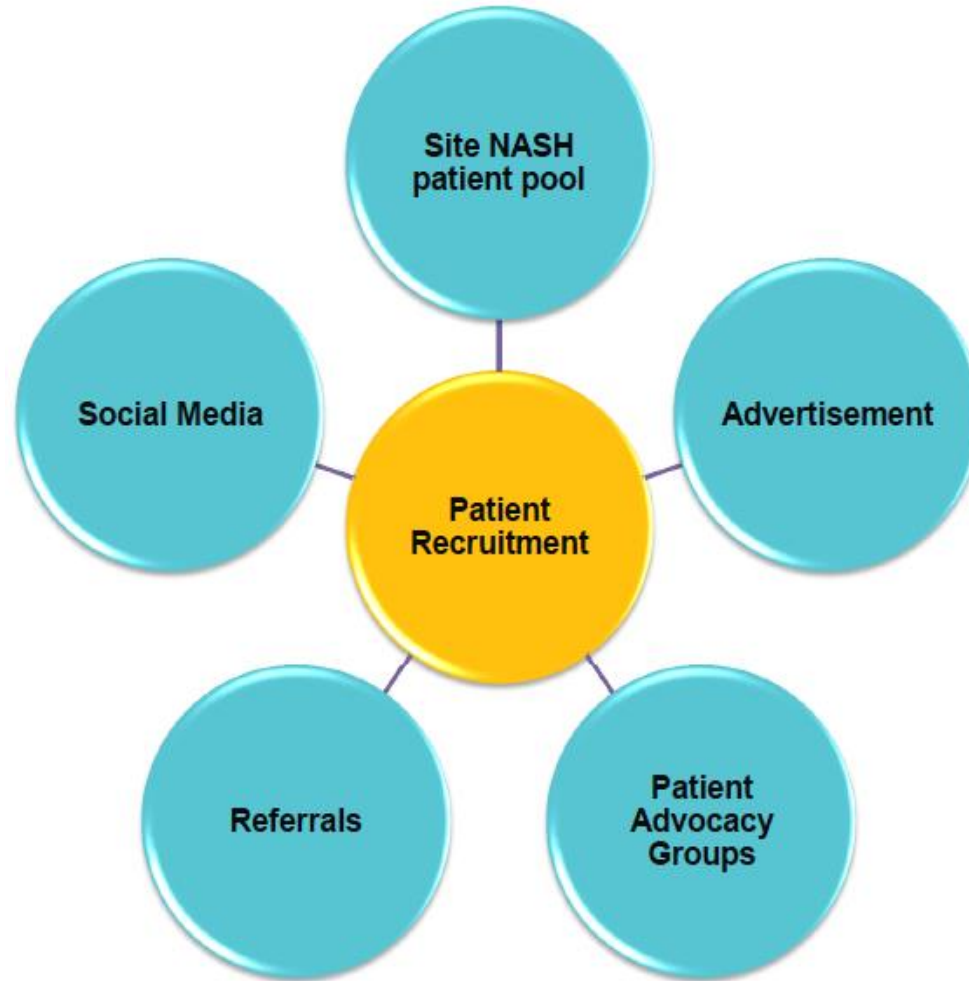 Site NASH
patient pool
Social Media
Advertisement
Patient
Recruitment
Referrals
Patient
Advocacy
Groups